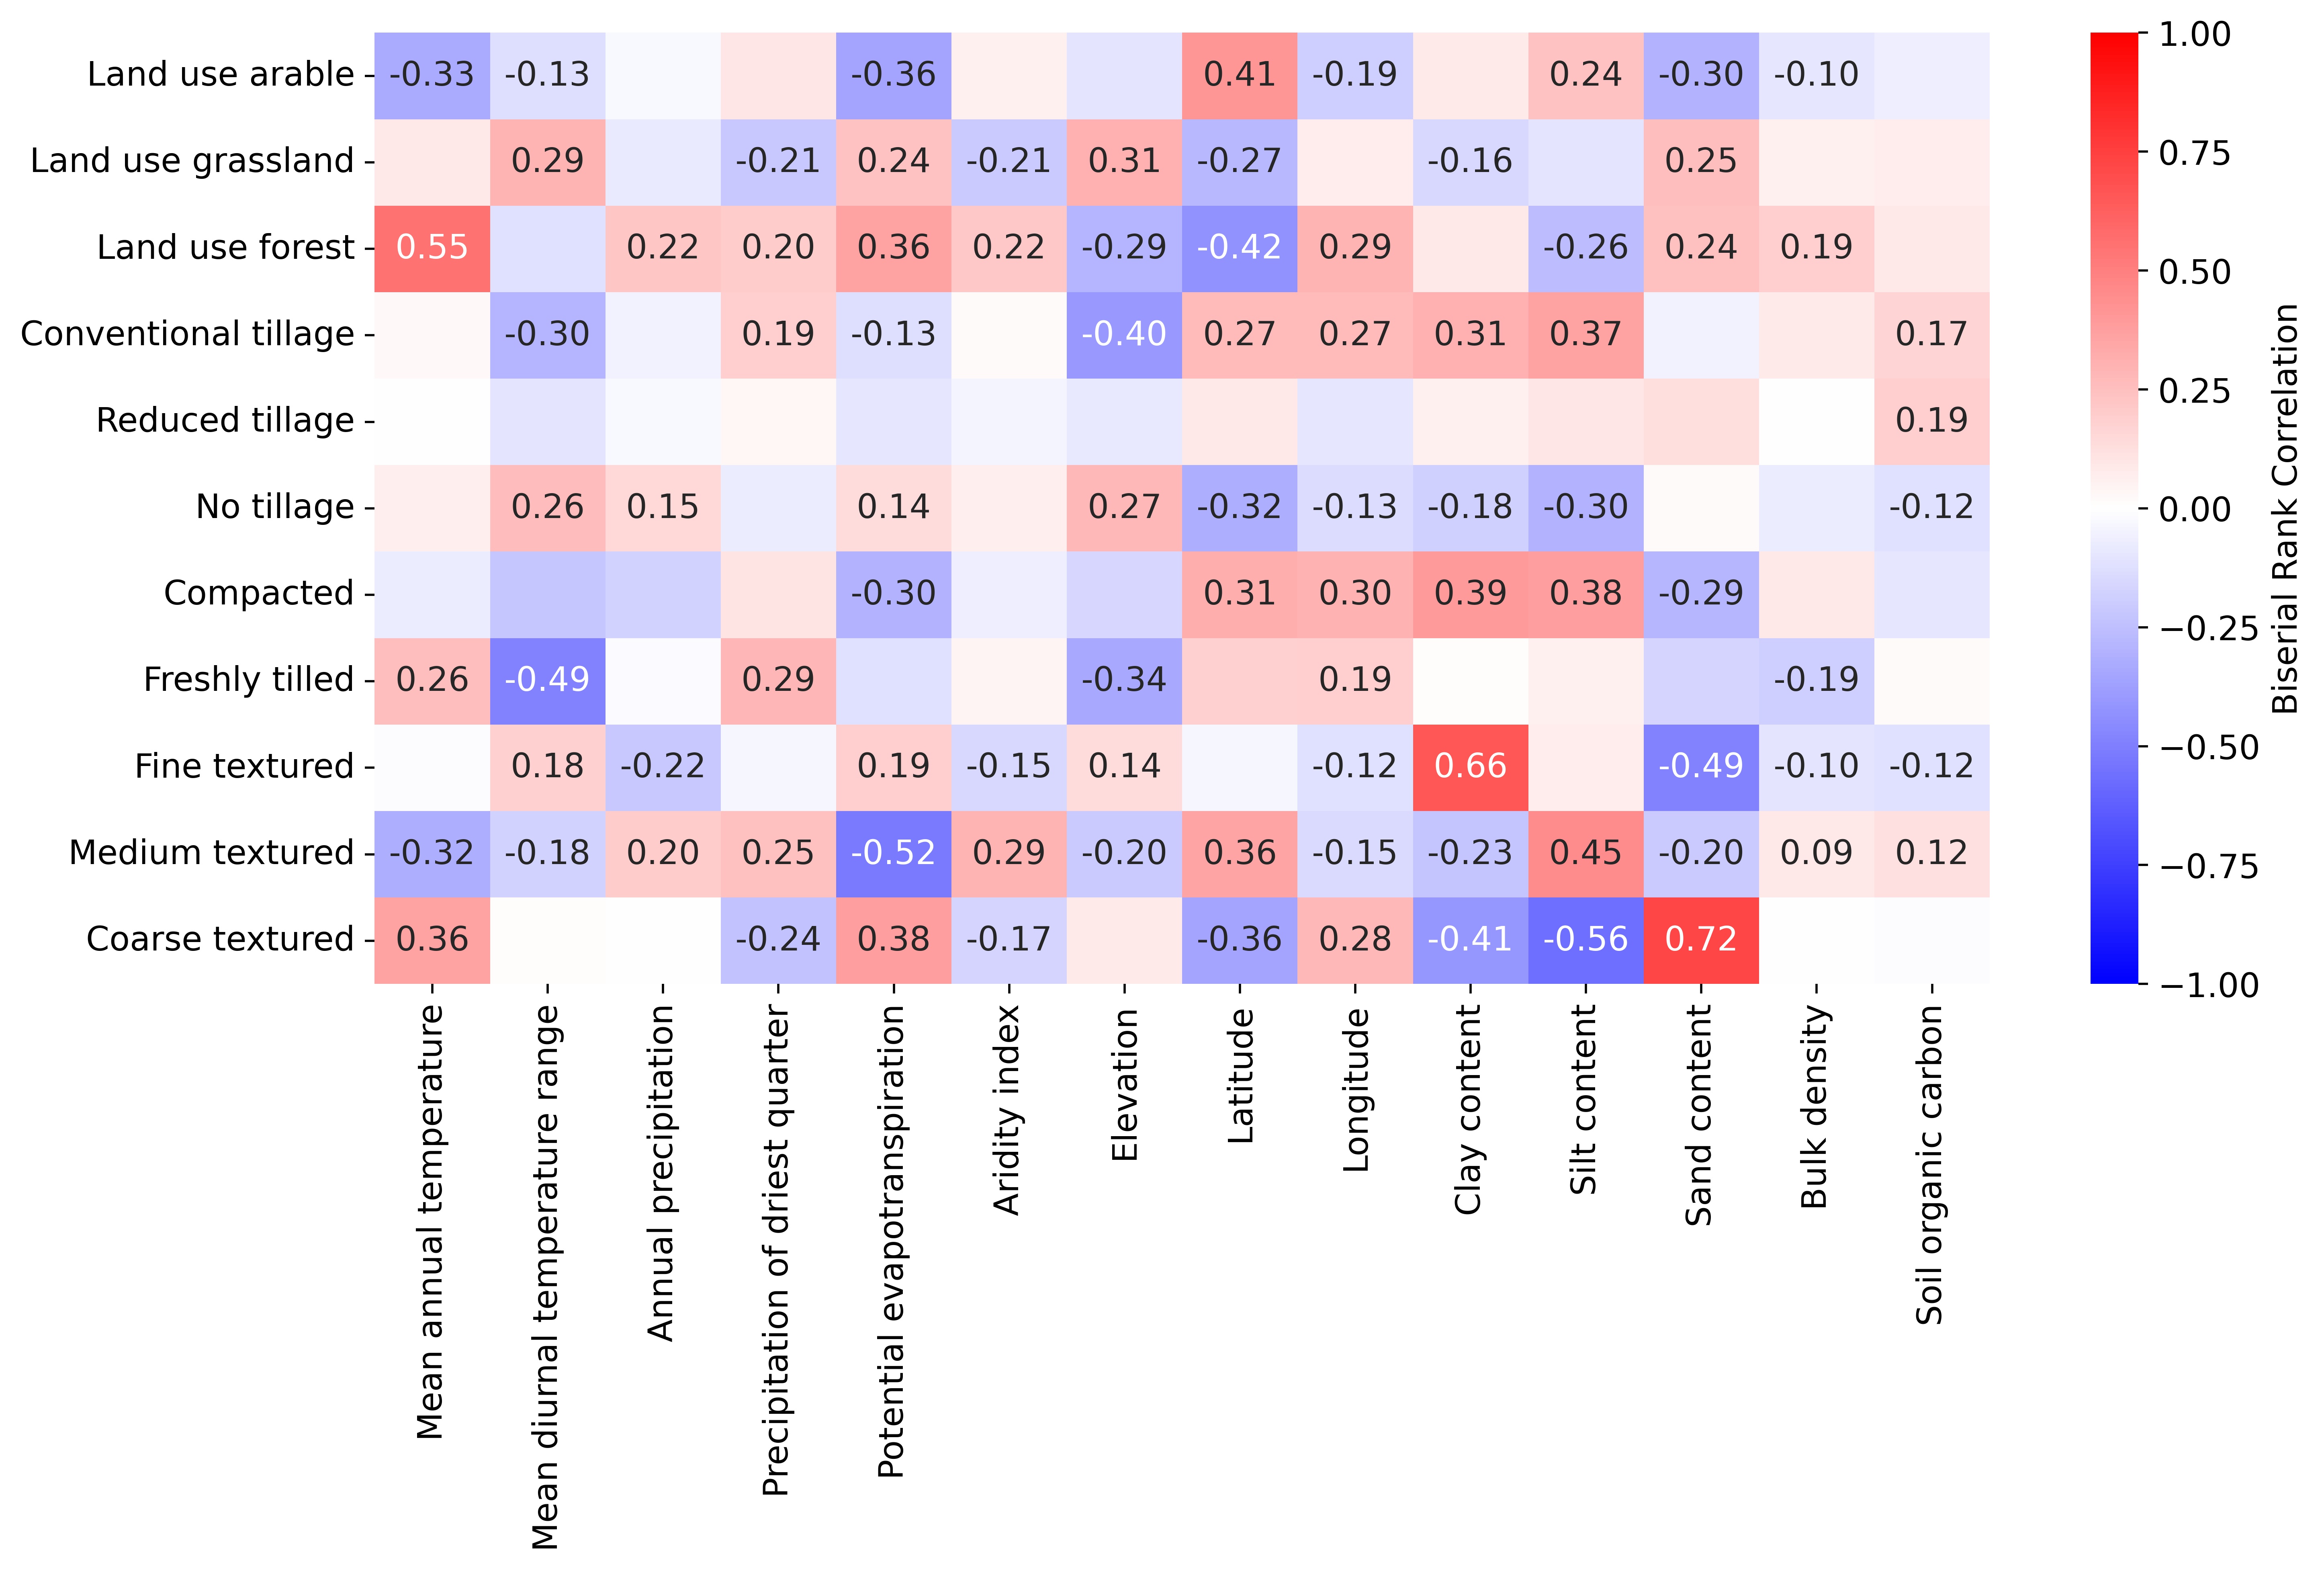 Land use arable -0.33 -0.13 -0.36 0.41 -0.19 0.24 -0.30 -0.10
Land use grassland 0.29 -0.21 0.24 -0.21 0.31 -0.27 -0.16 0.25
Land use forest 0.55 0.22 0.20 0.36 0.22 -0.29 -0.42 0.29 -0.26 0.24 0.19
Conventional tillage -0.30 0.19 -0.13 -0.40 0.27 0.27 0.31 0.37 0.17
Reduced tillage 0.19
No tillage 0.26 0.15 0.14 0.27 -0.32 -0.13 -0.18 -0.30 -0.12
Compacted -0.30 0.31 0.30 0.39 0.38 -0.29
Freshly tilled 0.26 -0.49 0.29 -0.34 0.19 -0.19
Fine textured 0.18 -0.22 0.19 -0.15 0.14 -0.12 0.66 -0.49 -0.10 -0.12
Medium textured -0.32 -0.18 0.20 0.25 -0.52 0.29 -0.20 0.36 -0.15 -0.23 0.45 -0.20 0.09 0.12
Coarse textured 0.36 -0.24 0.38 -0.17 -0.36 0.28 -0.41 -0.56 0.72
Mean annual temperature
Mean diurnal temperature range
Annual precipitation
Precipitation of driest quarter
Potential evapotranspiration
Aridity index
Elevation
Latitude
Longitude
Clay content
Silt content
Sand content
Bulk density
Soil organic carbon
1.00
0.75
0.50
0.25
0.00
−0.25
−0.50
−0.75
−1.00
Biserial Rank Correlation